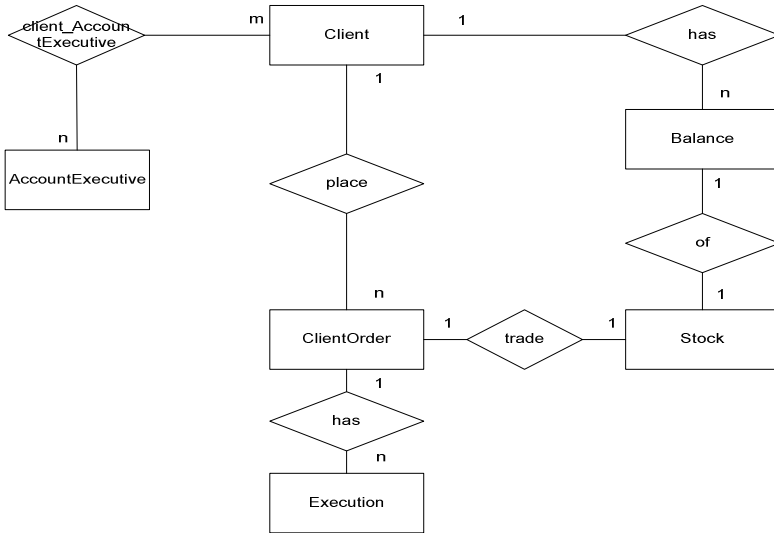 client_Accoun
tExecutive
m
Client
1
has
1
n
n
Balance
AccountExecutive
place
1
of
n
1
ClientOrder
1
trade
1
Stock
1
has
n
Execution